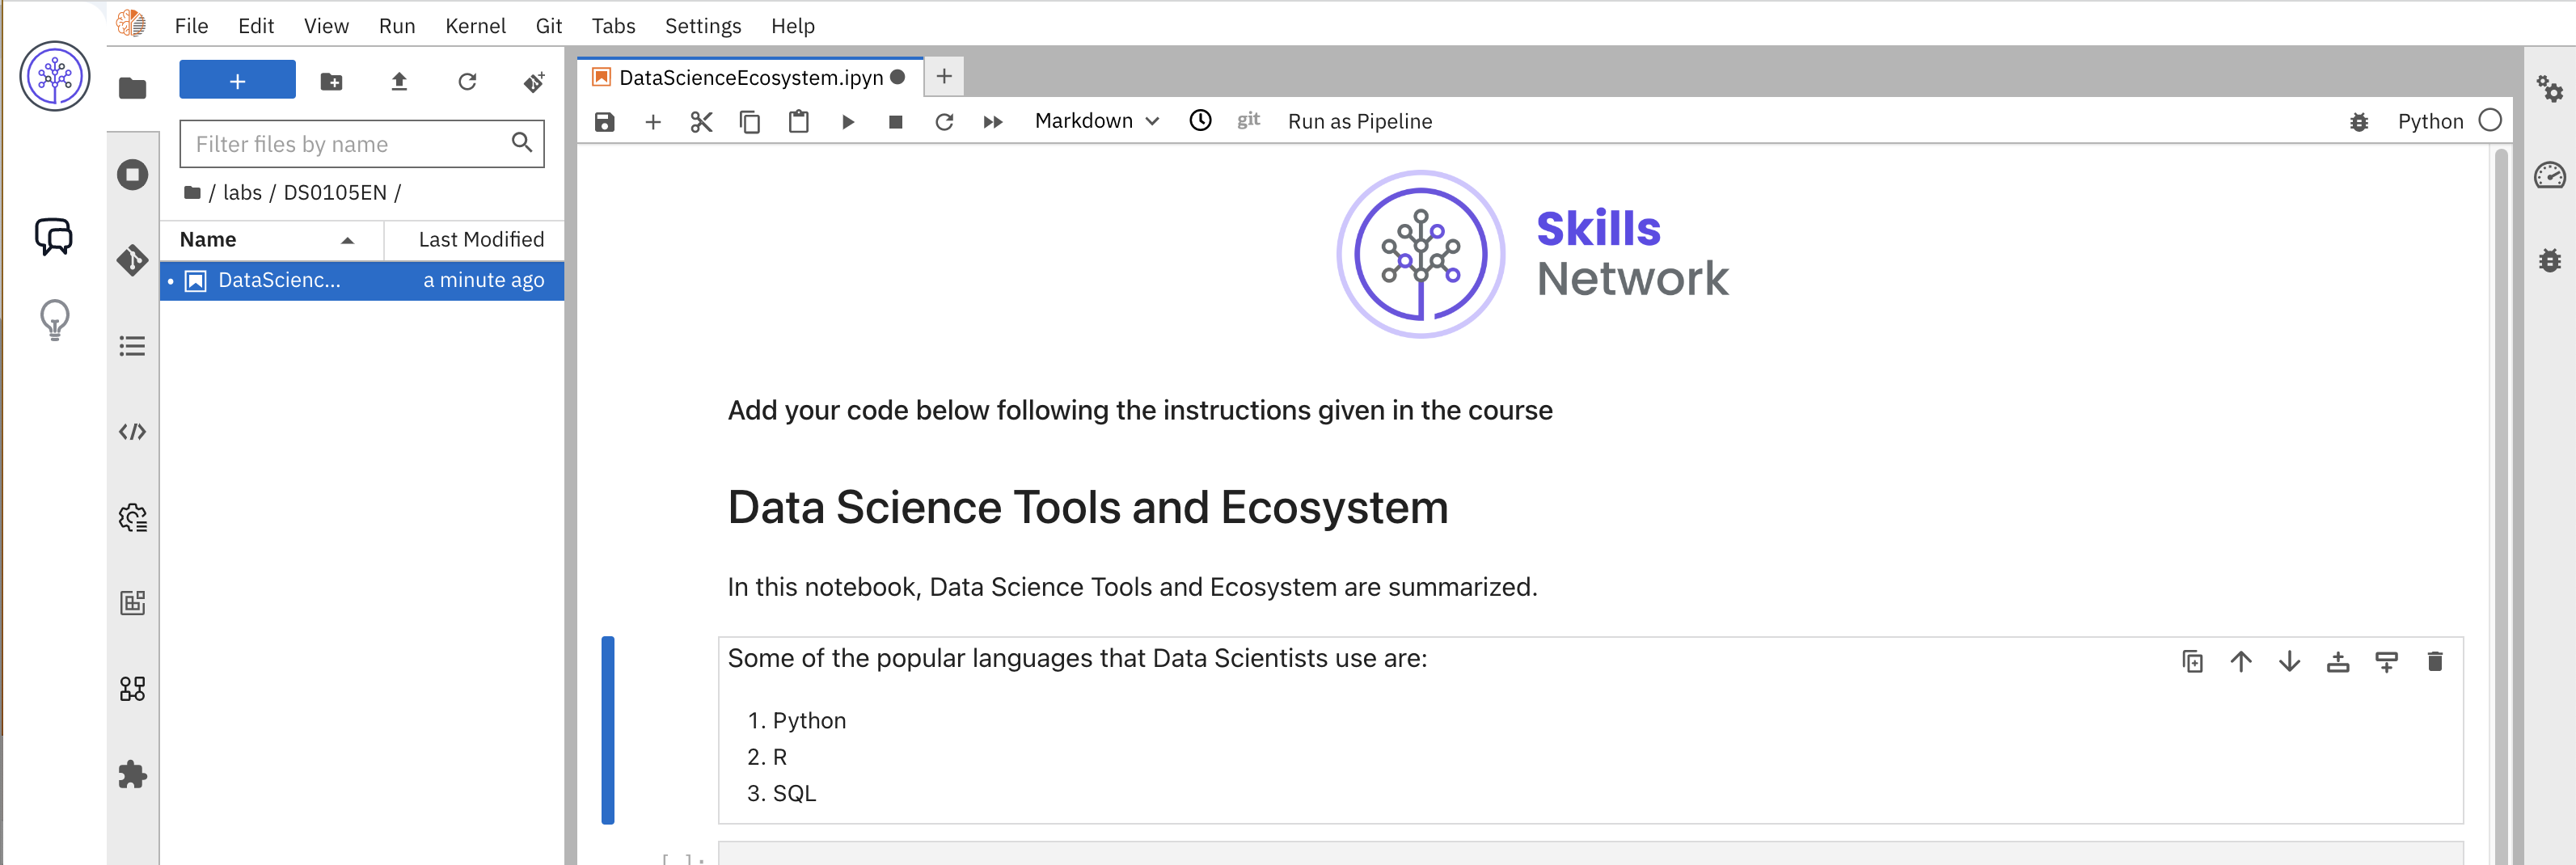 File Edit View Run Kernel Git Tabs Settings Help
DataScienceEcosystem.ipyn
Filter files by name
Markdown git Run as Pipeline Python
/ labs / DS0105EN /
Name Last Modified
DataScienc... a minute ago
Skills
Network
Add your code below following the instructions given in the course
Data Science Tools and Ecosystem
In this notebook, Data Science Tools and Ecosystem are summarized.
Some of the popular languages that Data Scientists use are:
1. Python
2. R
3. SQL
[ ]: